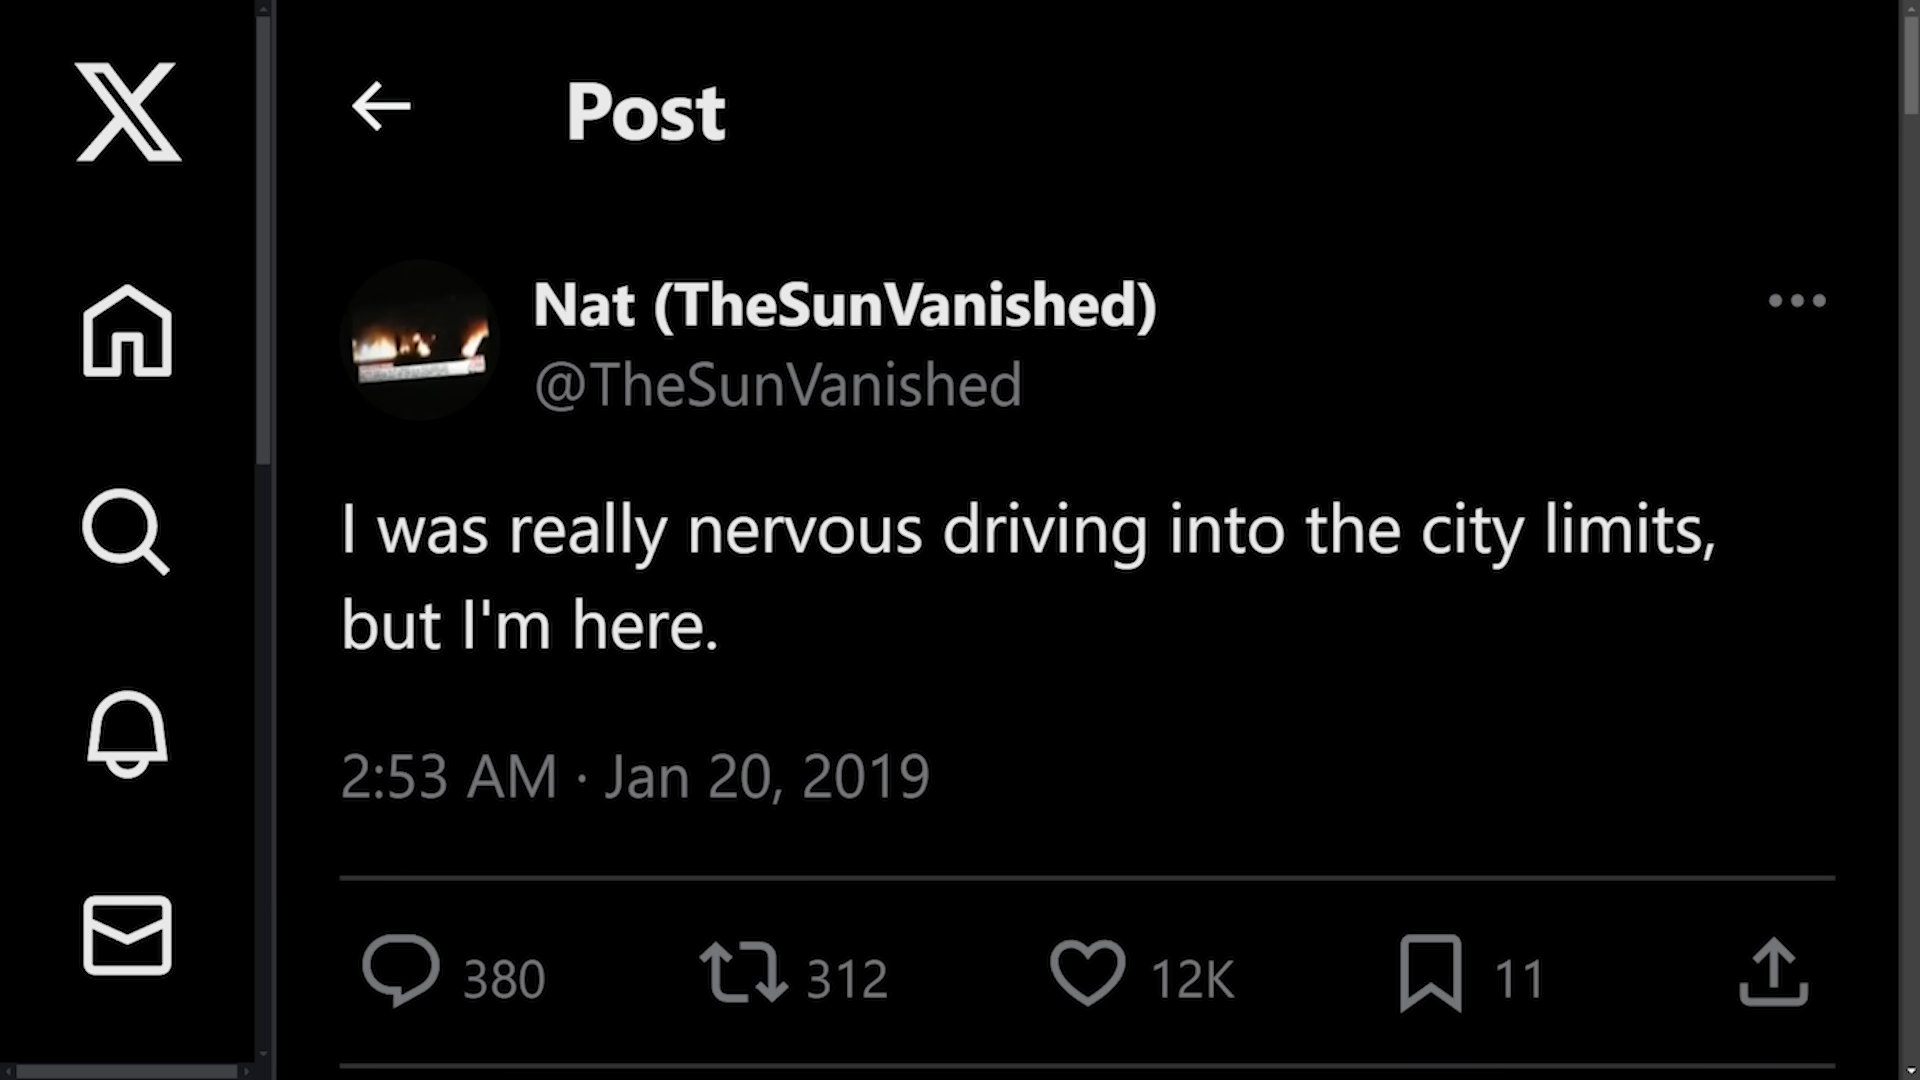 Post
Nat (TheSunVanished)
@TheSunVanished
I was really nervous driving into the city limits,
but I'm here.
2:53 AM · Jan 20, 2019
380 312 12K 11